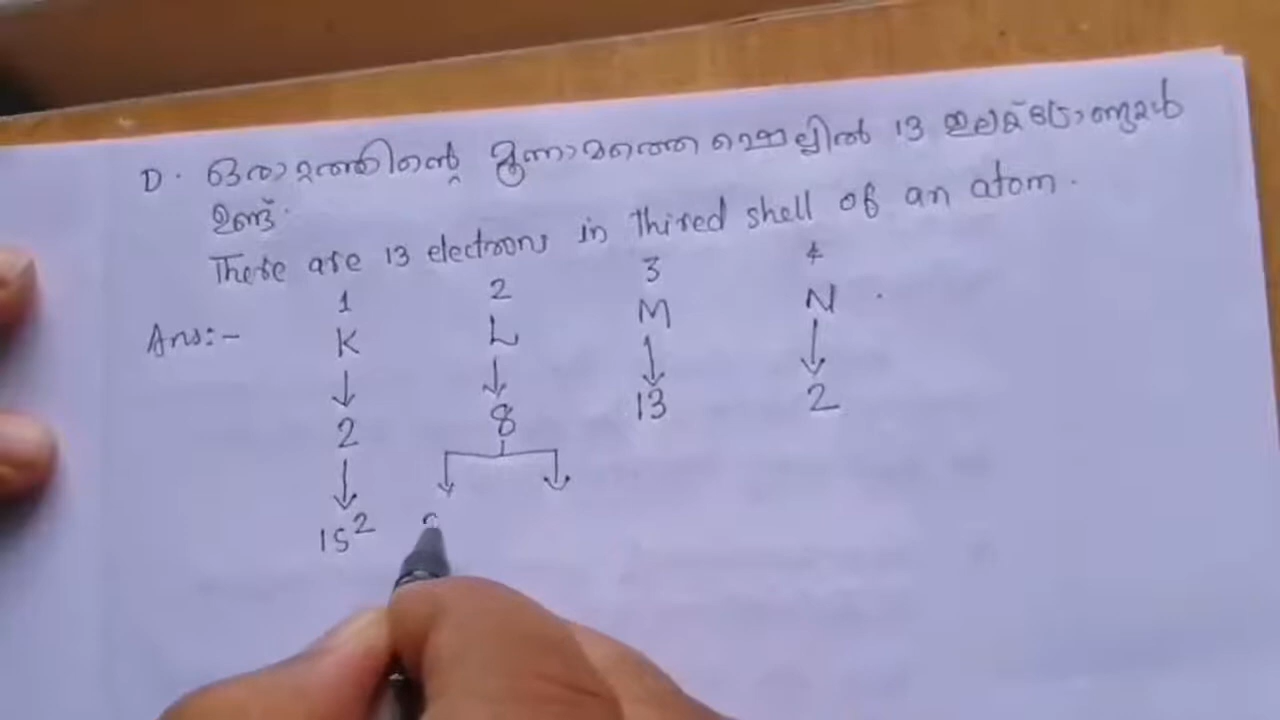 D. ഒരാറ്റത്തിന്റെ മൂന്നാമത്തെ ഷെല്ലിൽ 13 ഇലക്ട്രോണുകൾ
ഉണ്ട്.
There are 13 electrons in Thired shell of an atom.
1 2 3 4
Ans:- K L M N
2 8 13 2
1s²